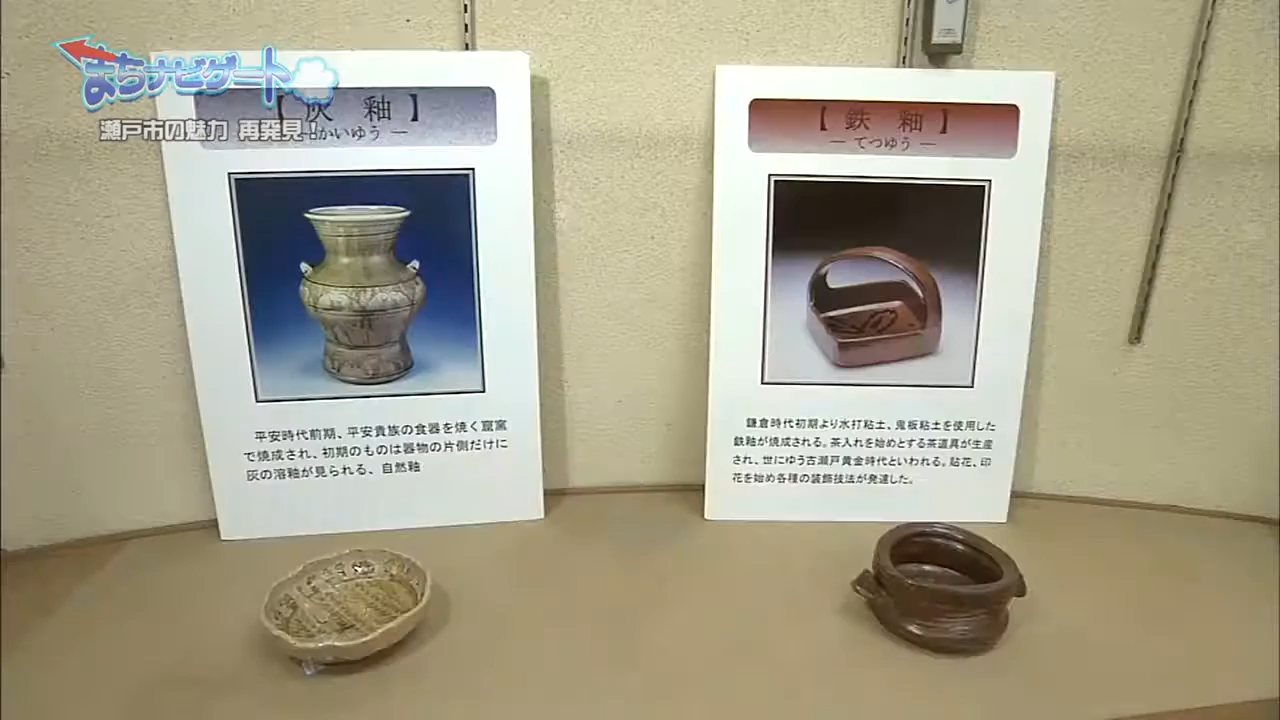 まちナビゲート
瀬戸市の魅力 再発見!
【灰 釉】
かいゆう ―
平安時代前期、平安貴族の食器を焼く窯窯
で焼成され、初期のものは器物の片側だけに
灰の溶釉が見られる、自然釉
【鉄 釉】
― てつゆう ―
鎌倉時代初期より水打粘土、鬼板粘土を使用した
鉄釉が焼成される。茶入れを始めとする茶道具が生産
され、世にゆう古瀬戸黄金時代といわれる。貼花、印
花を始め各種の装飾技法が発達した。